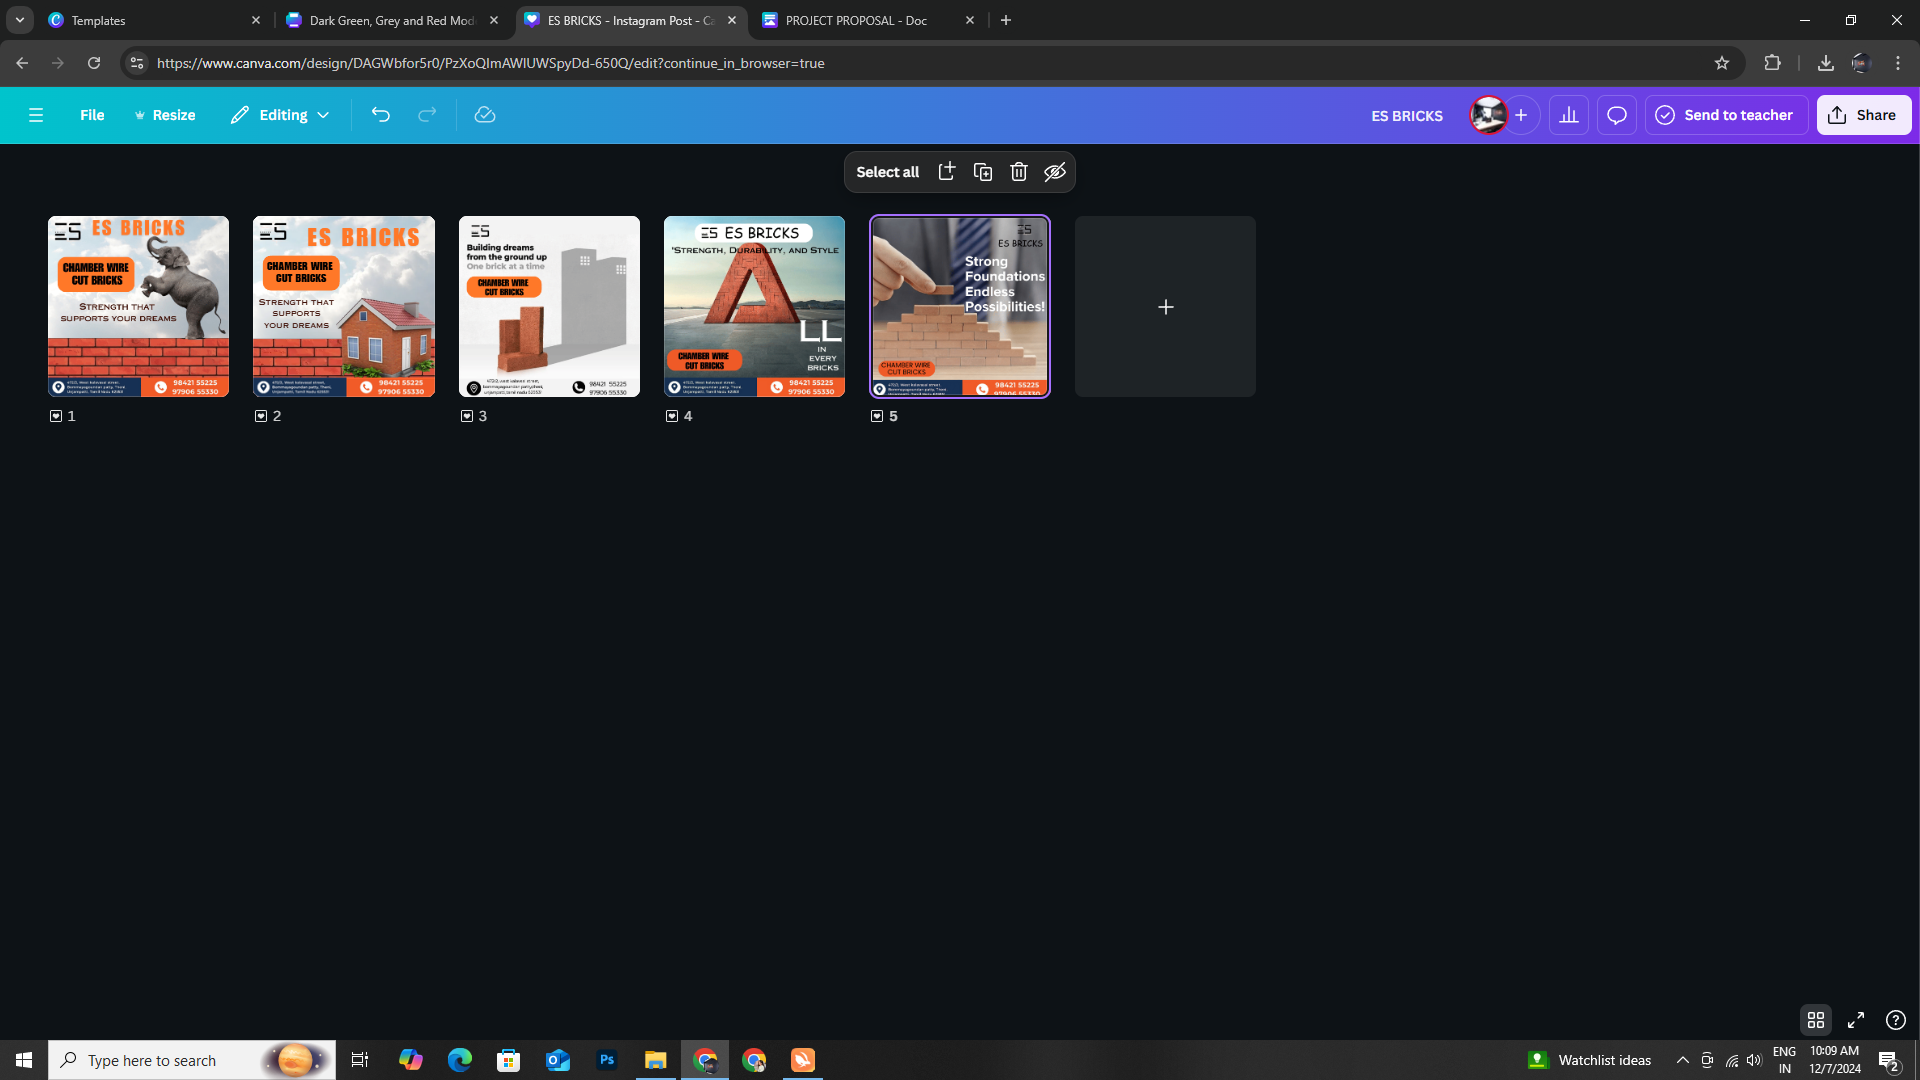 Templates
Dark Green, Grey and Red Mod
ES BRICKS - Instagram Post - Ca
PROJECT PROPOSAL - Doc
https://www.canva.com/design/DAGWbfor5r0/PzXoQImAWlUWSpyDd-650Q/edit?continue_in_browser=true
File
Resize
Editing
ES BRICKS
Send to teacher
Share
Select all
ES ES BRICKS
CHAMBER WIRE
CUT BRICKS
STRENGTH THAT
SUPPORTS YOUR DREAMS
98421 55225
97906 55330
1
ES ES BRICKS
CHAMBER WIRE
CUT BRICKS
STRENGTH THAT
SUPPORTS
YOUR DREAMS
98421 55225
97906 55330
2
ES
Building dreams
from the ground up
One brick at a time
CHAMBER WIRE
CUT BRICKS
98421 55225
97906 55330
3
ES ES BRICKS
"STRENGTH, DURABILITY, AND STYLE
LL
IN
EVERY
BRICKS
CHAMBER WIRE
CUT BRICKS
98421 55225
97906 55330
4
ES
ES BRICKS
Strong
Foundations
Endless
Possibilities!
CHAMBER WIRE
CUT BRICKS
98421 55225
97906 55330
5
Type here to search
Ps
Watchlist ideas
ENG
IN
10:09 AM
12/7/2024
2